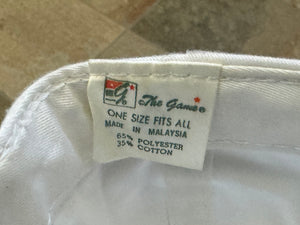 G The Game
ONE SIZE FITS ALL
MADE IN MALAYSIA
65% POLYESTER
35% COTTON